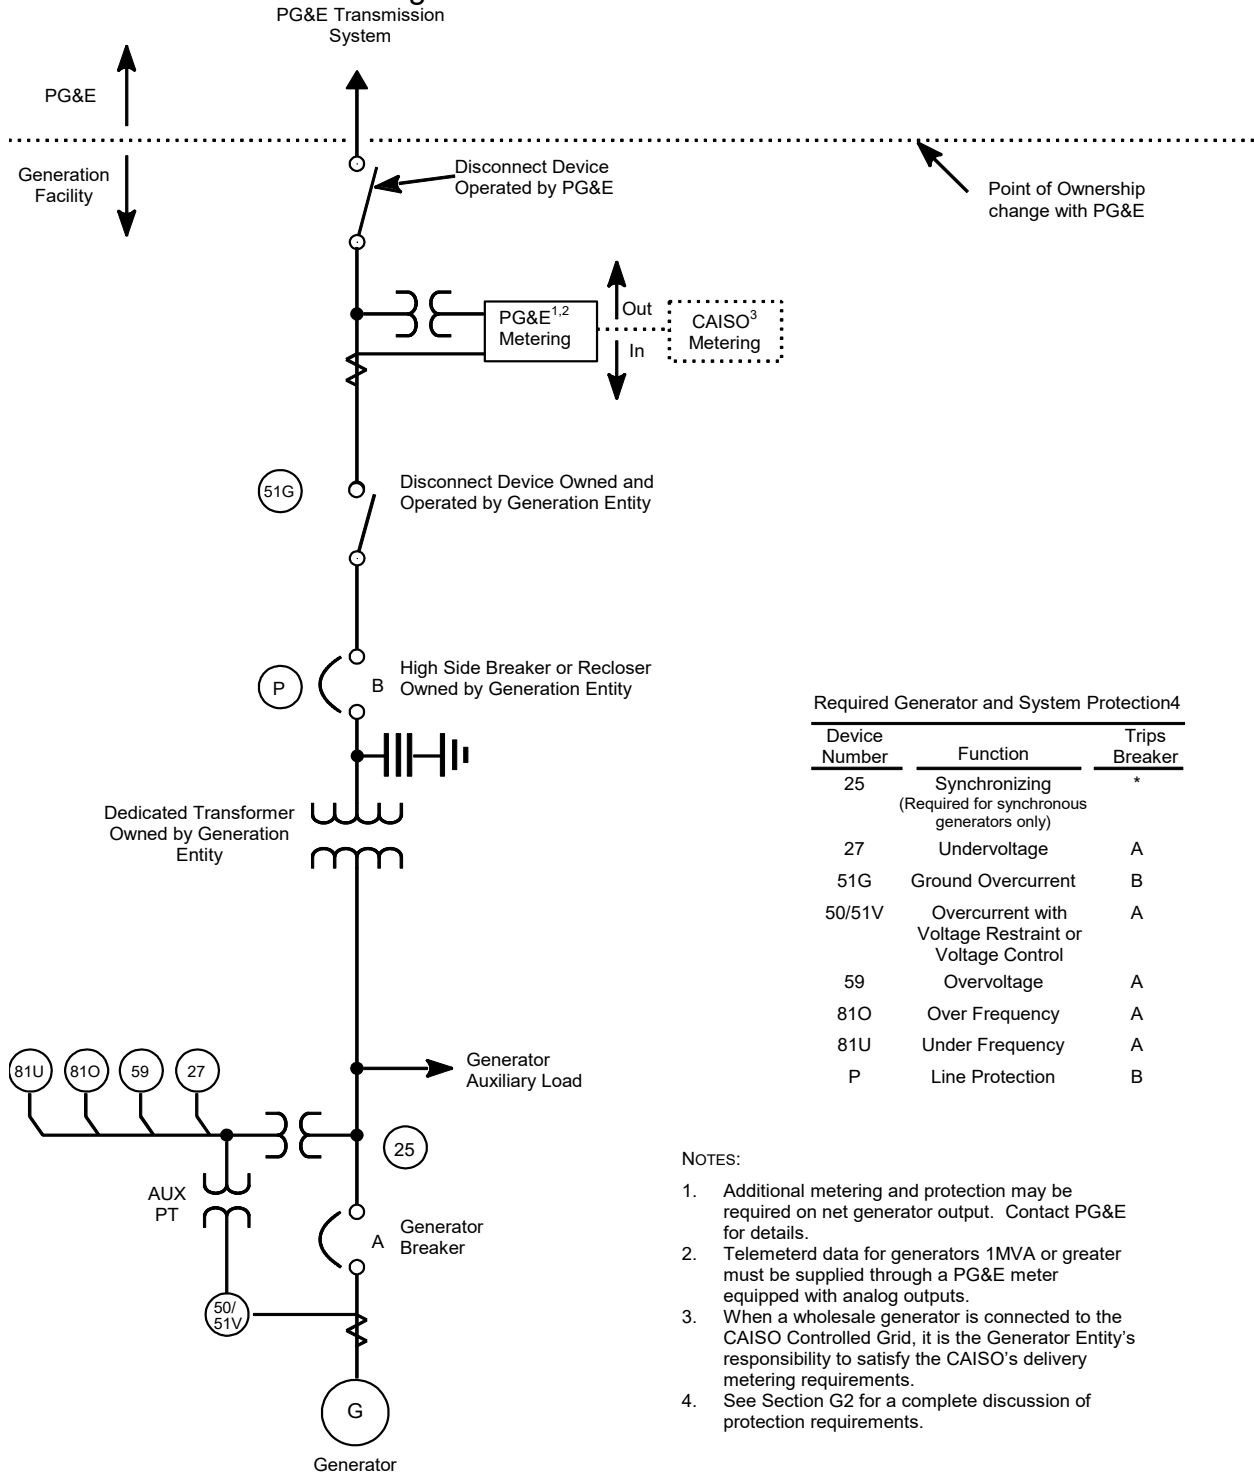 PG&E Transmission
System
PG&E
Generation
Facility
Disconnect Device
Operated by PG&E
Point of Ownership
change with PG&E
PG&E1,2
Metering
Out
In
CAISO3
Metering
51G
Disconnect Device Owned and
Operated by Generation Entity
P
B
High Side Breaker or Recloser
Owned by Generation Entity
Dedicated Transformer
Owned by Generation
Entity
Required Generator and System Protection4
Device
Number
Function
Trips
Breaker
25 Synchronizing *
(Required for synchronous
generators only)
27 Undervoltage A
51G Ground Overcurrent B
50/51V Overcurrent with A
Voltage Restraint or
Voltage Control
59 Overvoltage A
81O Over Frequency A
81U Under Frequency A
P Line Protection B
81U 81O 59 27
Generator
Auxiliary Load
25
AUX
PT
A
Generator
Breaker
50/
51V
G
Generator
NOTES:
1. Additional metering and protection may be
required on net generator output. Contact PG&E
for details.
2. Telemeterd data for generators 1MVA or greater
must be supplied through a PG&E meter
equipped with analog outputs.
3. When a wholesale generator is connected to the
CAISO Controlled Grid, it is the Generator Entity's
responsibility to satisfy the CAISO's delivery
metering requirements.
4. See Section G2 for a complete discussion of
protection requirements.